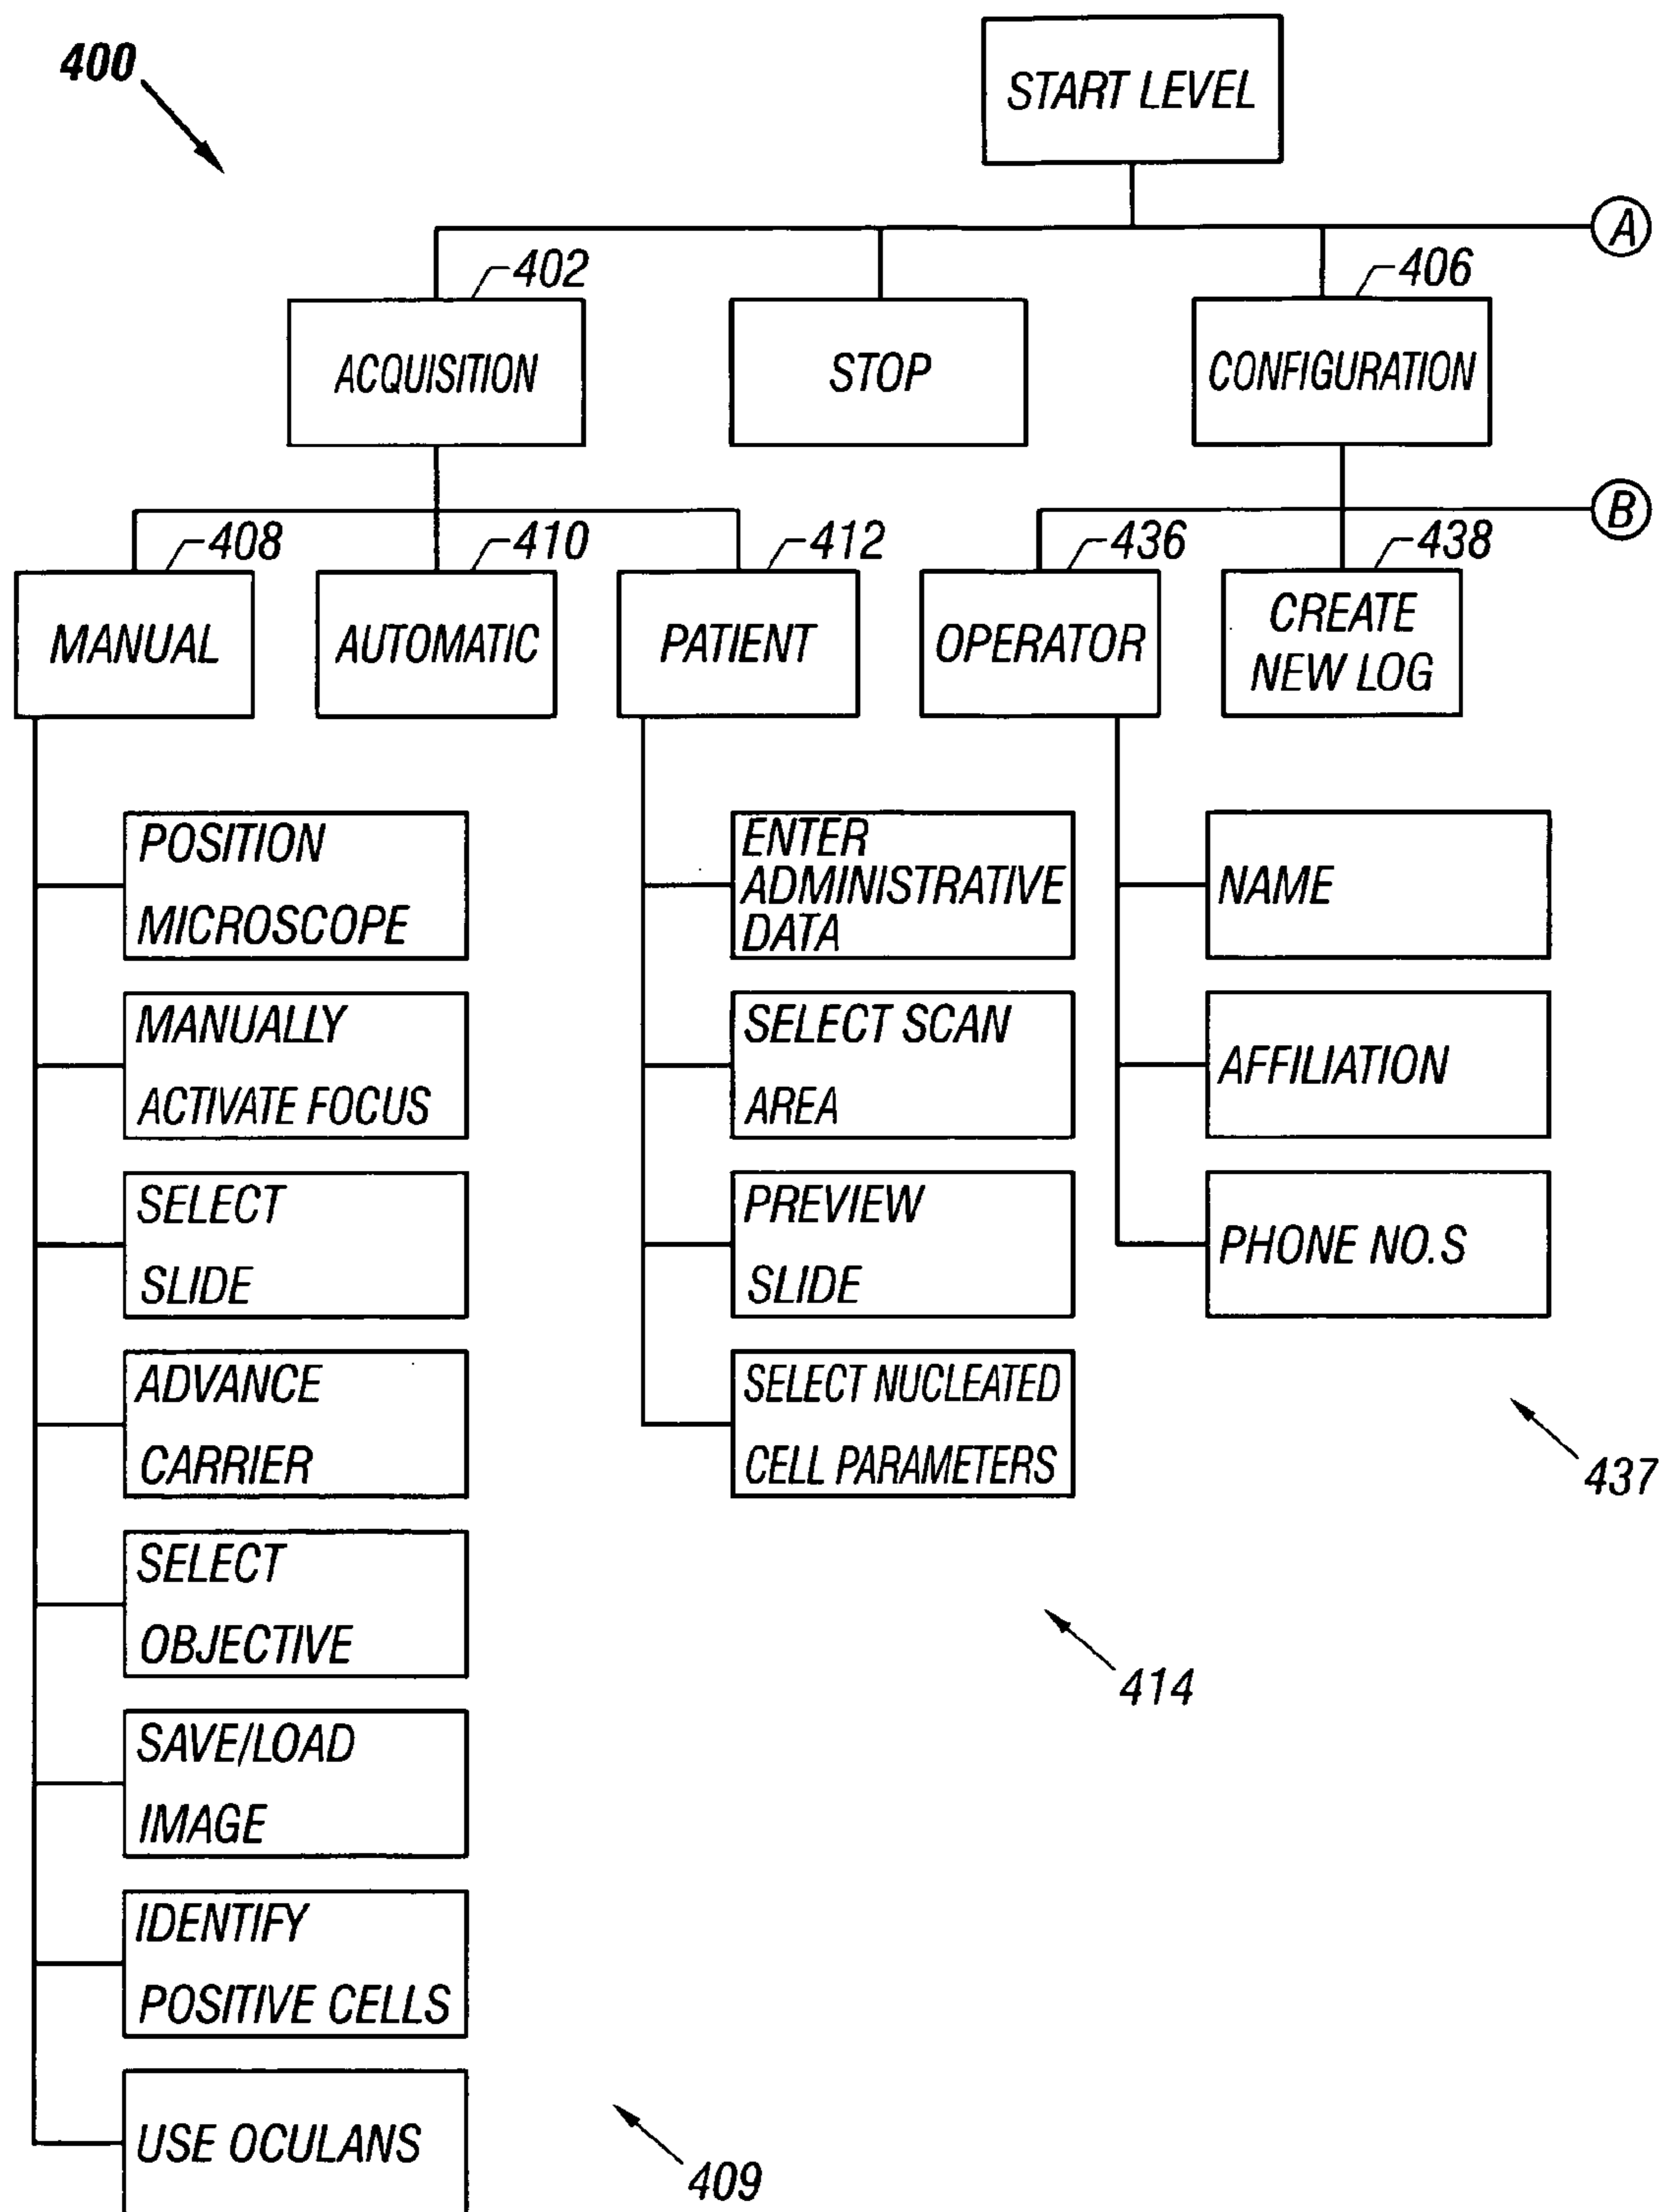 400
START LEVEL
A
402
406
ACQUISITION
STOP
CONFIGURATION
B
408
410
412
436
438
MANUAL
AUTOMATIC
PATIENT
OPERATOR
CREATE
NEW LOG
POSITION
MICROSCOPE
MANUALLY
ACTIVATE FOCUS
SELECT
SLIDE
ADVANCE
CARRIER
SELECT
OBJECTIVE
SAVE/LOAD
IMAGE
IDENTIFY
POSITIVE CELLS
USE OCULANS
409
ENTER
ADMINISTRATIVE
DATA
SELECT SCAN
AREA
PREVIEW
SLIDE
SELECT NUCLEATED
CELL PARAMETERS
414
NAME
AFFILIATION
PHONE NO.S
437